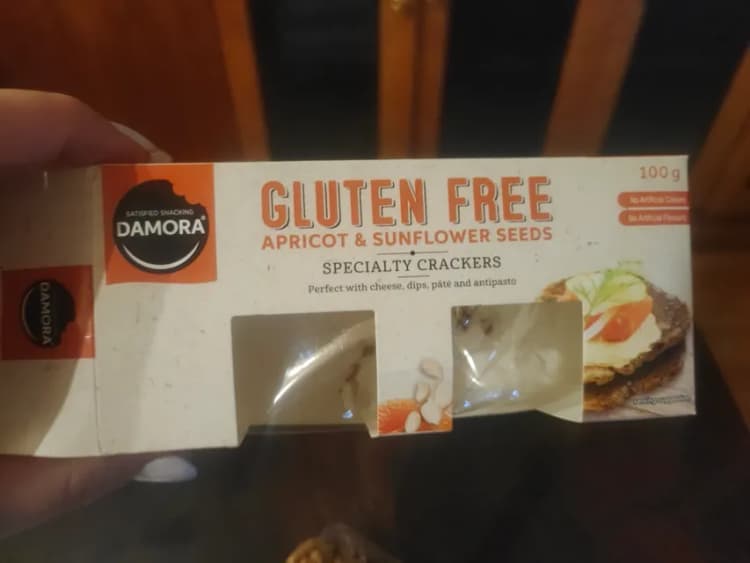 SATISFIED SNACKING
DAMORA®
DAMORA
GLUTEN FREE
APRICOT & SUNFLOWER SEEDS
SPECIALTY CRACKERS
Perfect with cheese, dips, pâté and antipasto
100 g
No Artificial Colours
No Artificial Flavours